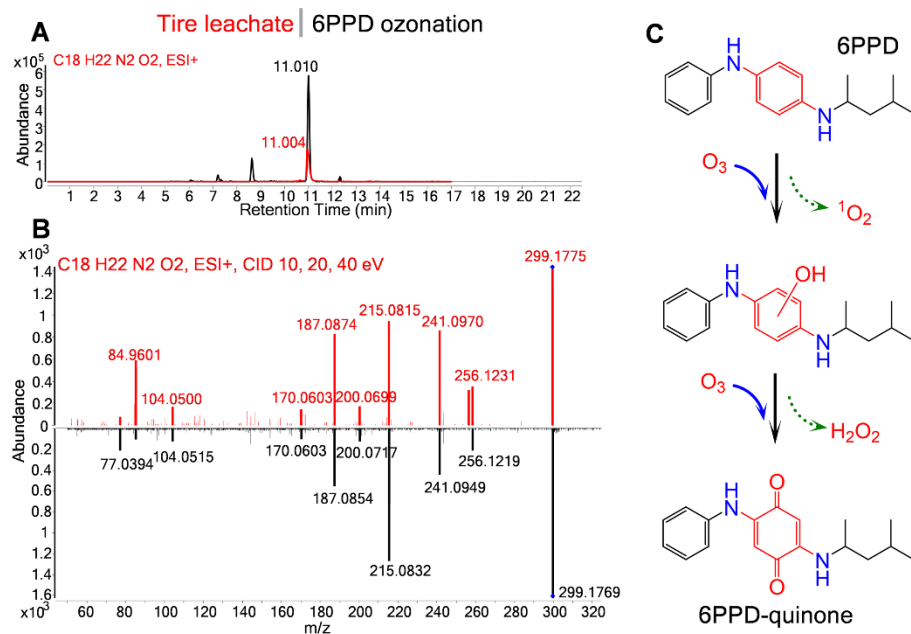 Tire leachate | 6PPD ozonation
A
x10⁵
C18 H22 N2 O2, ESI+
Abundance
6
5
4
3
2
1
0
11.010
11.004
1 2 3 4 5 6 7 8 9 10 11 12 13 14 15 16 17 18 19 20 21 22
Retention Time (min)
B
x10³
C18 H22 N2 O2, ESI+, CID 10, 20, 40 eV
Abundance
1.4
1.2
1.0
0.8
0.6
0.4
0.2
0
0.2
0.4
0.6
0.8
1.0
1.2
1.4
1.6
x10³
299.1775
215.0815
187.0874
241.0970
84.9601
104.0500
170.0603
200.0699
256.1231
77.0394
104.0515
170.0603
200.0717
256.1219
187.0854
241.0949
215.0832
299.1769
60 80 100 120 140 160 180 200 220 240 260 280 300 320
m/z
C
6PPD
H
N
N
H
O₃
¹O₂
H
N
OH
N
H
O₃
H₂O₂
O
H
N
N
H
O
6PPD-quinone